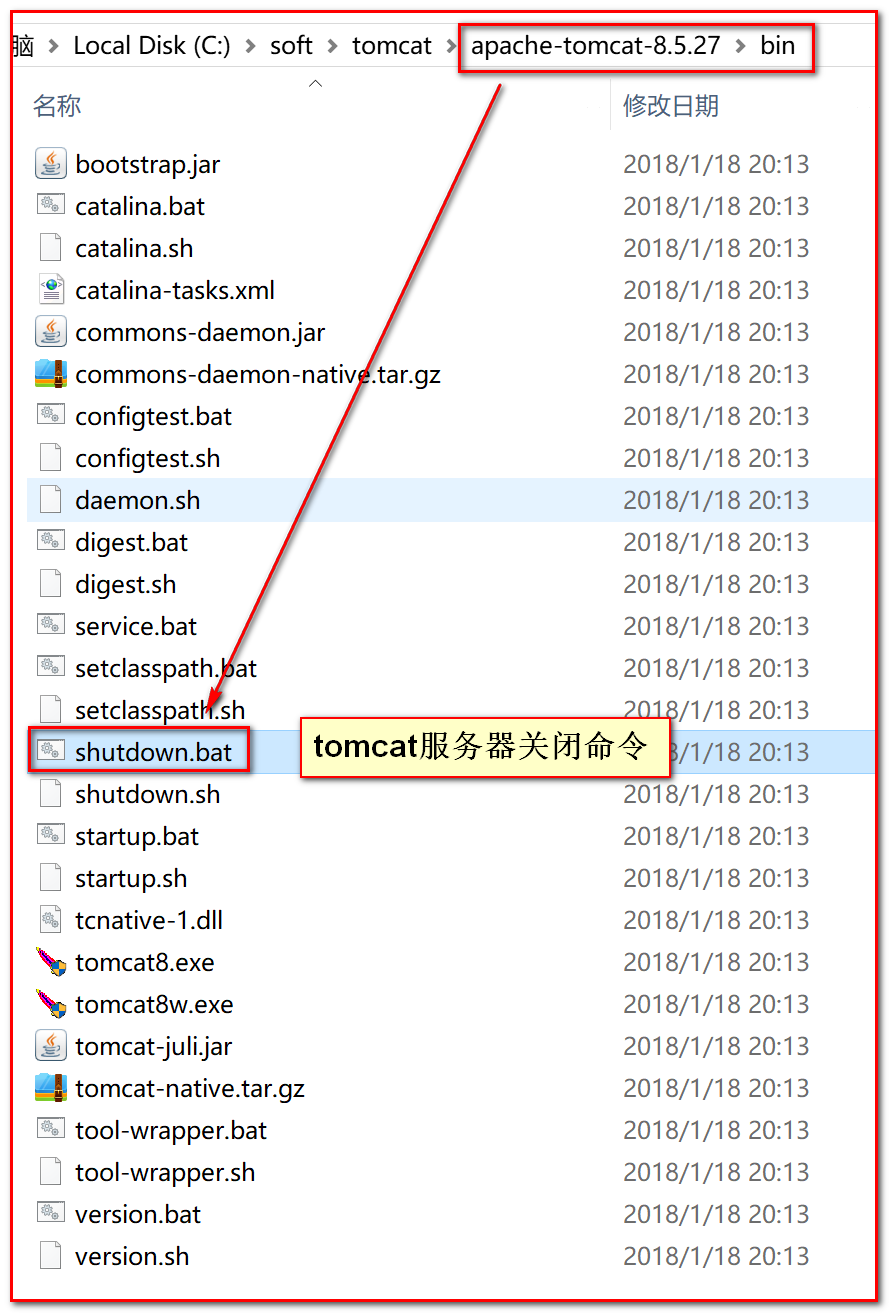 脑 > Local Disk (C:) > soft > tomcat > apache-tomcat-8.5.27 > bin
名称 修改日期
bootstrap.jar 2018/1/18 20:13
catalina.bat 2018/1/18 20:13
catalina.sh 2018/1/18 20:13
catalina-tasks.xml 2018/1/18 20:13
commons-daemon.jar 2018/1/18 20:13
commons-daemon-native.tar.gz 2018/1/18 20:13
configtest.bat 2018/1/18 20:13
configtest.sh 2018/1/18 20:13
daemon.sh 2018/1/18 20:13
digest.bat 2018/1/18 20:13
digest.sh 2018/1/18 20:13
service.bat 2018/1/18 20:13
setclasspath.bat 2018/1/18 20:13
setclasspath.sh 2018/1/18 20:13
shutdown.bat tomcat服务器关闭命令 /1/18 20:13
shutdown.sh 2018/1/18 20:13
startup.bat 2018/1/18 20:13
startup.sh 2018/1/18 20:13
tcnative-1.dll 2018/1/18 20:13
tomcat8.exe 2018/1/18 20:13
tomcat8w.exe 2018/1/18 20:13
tomcat-juli.jar 2018/1/18 20:13
tomcat-native.tar.gz 2018/1/18 20:13
tool-wrapper.bat 2018/1/18 20:13
tool-wrapper.sh 2018/1/18 20:13
version.bat 2018/1/18 20:13
version.sh 2018/1/18 20:13